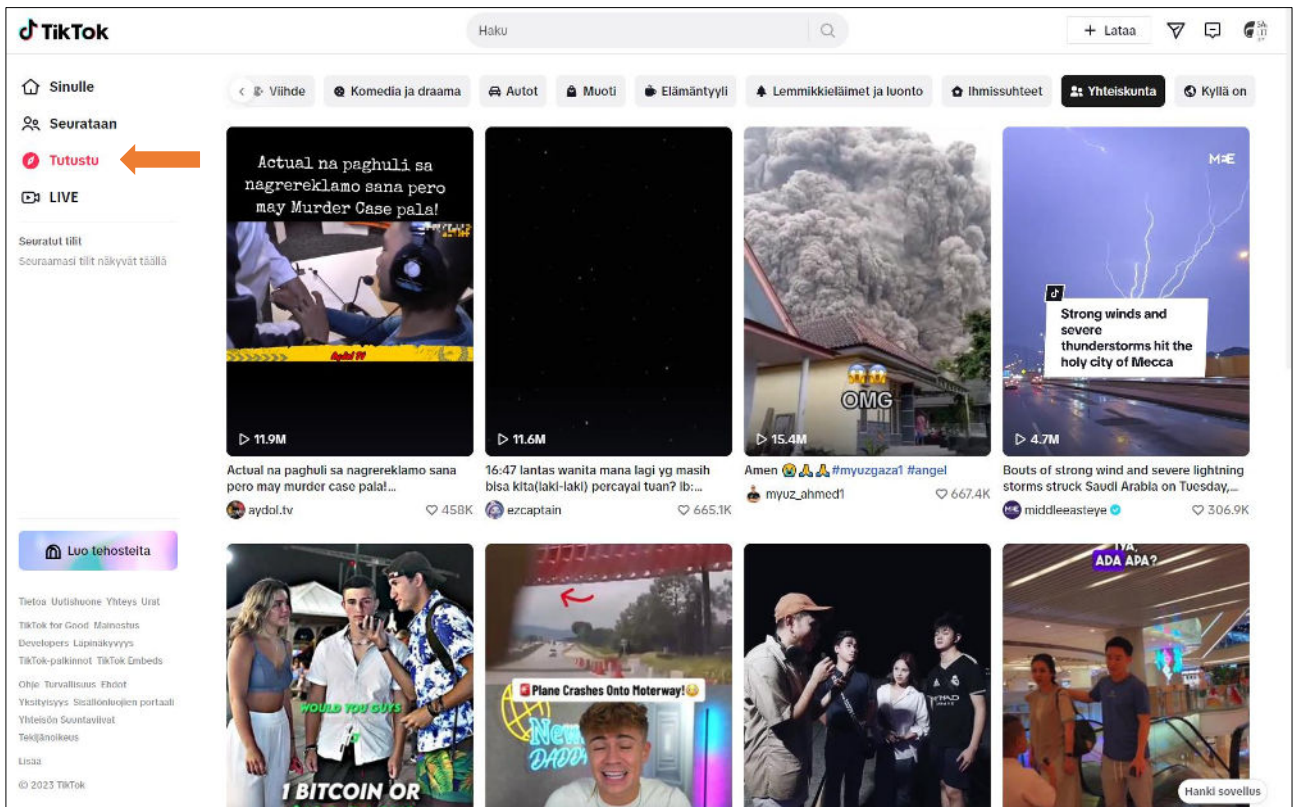 TikTok
Haku
+ Lataa
Sinulle
Seurataan
Tutustu
LIVE
Seuratut tilit
Seuraamasi tilit näkyvät täällä
Luo tehosteita
Tietoa Uutishuone Yhteys Urat
TikTok for Good Mainostus
Developers Läpinäkyvyys
TikTok-palkinnot TikTok Embeds
Ohje Turvallisuus Ehdot
Yksityisyys Sisällönluojien portaali
Yhteisön Suuntaviivat
Tekijänoikeus
Lisää
© 2023 TikTok
Viihde Komedia ja draama Autot Muoti Elämäntyyli Lemmikkieläimet ja luonto Ihmissuhteet Yhteiskunta Kyllä on
Actual na paghuli sa
nagrereklamo sana pero
may Murder Case pala!
Aydol TV
11.9M
Actual na paghuli sa nagrereklamo sana
pero may murder case pala!...
aydol.tv 458K
11.6M
16:47 lantas wanita mana lagi yg masih
bisa kita(laki-laki) percayai tuan? Ib:...
ezcaptain 665.1K
OMG
15.4M
Amen 😭🙏🙏 #myuzgaza1 #angel
myuz_ahmed1 667.4K
MEE
Strong winds and
severe
thunderstorms hit the
holy city of Mecca
4.7M
Bouts of strong wind and severe lightning
storms struck Saudi Arabia on Tuesday,...
middleeasteye 306.9K
WOULD YOU GUYS
1 BITCOIN OR
Plane Crashes Onto Moterway!
DADDY
IYA,
ADA APA?
Hanki sovellus